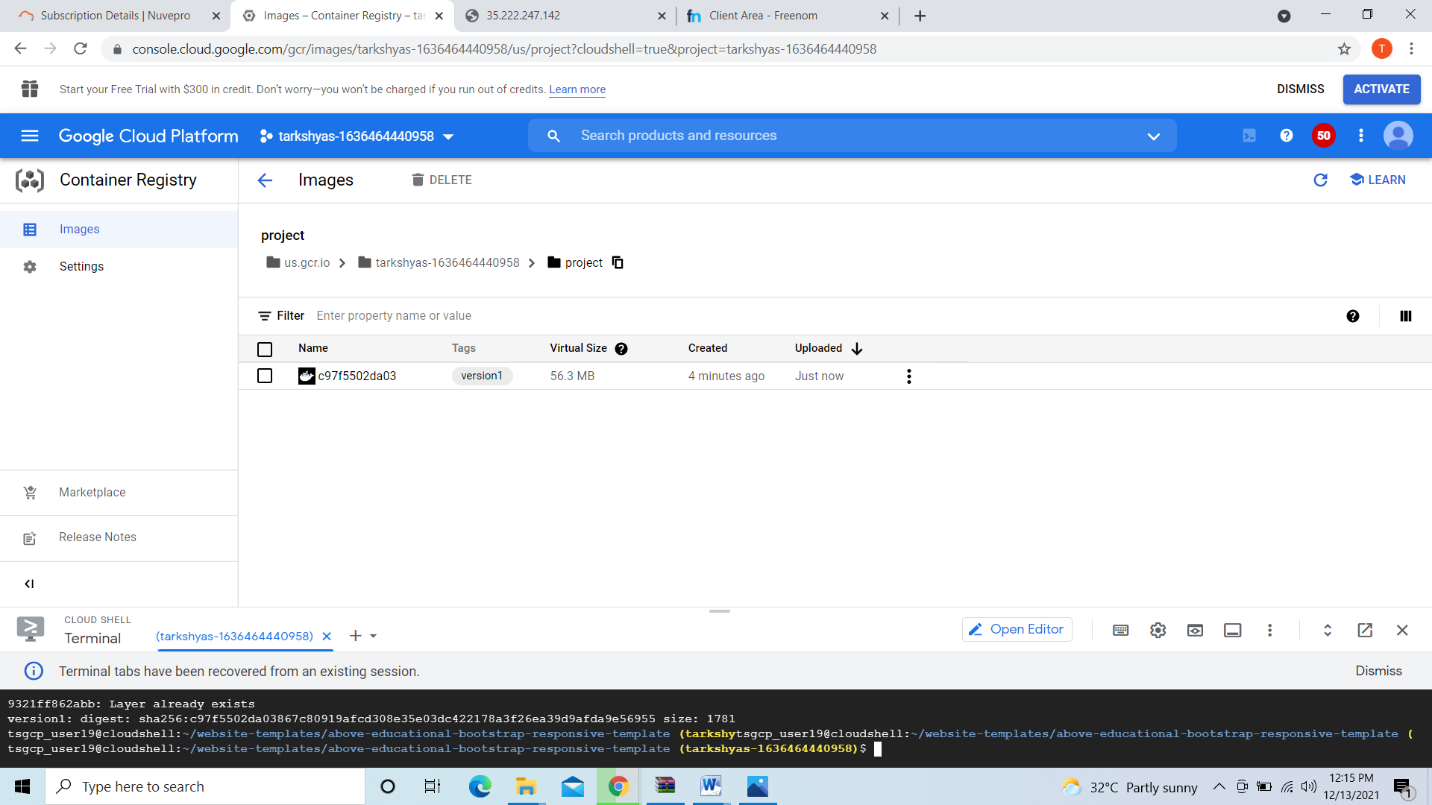 Subscription Details | Nuvepro
Images – Container Registry – tar
35.222.247.142
Client Area - Freenom
console.cloud.google.com/gcr/images/tarkshyas-1636464440958/us/project?cloudshell=true&project=tarkshyas-1636464440958
T
Start your Free Trial with $300 in credit. Don't worry—you won't be charged if you run out of credits. Learn more
DISMISS
ACTIVATE
Google Cloud Platform
tarkshyas-1636464440958
Search products and resources
50
Container Registry
Images
DELETE
LEARN
Images
Settings
project
us.gcr.io
tarkshyas-1636464440958
project
Filter Enter property name or value
Name Tags Virtual Size Created Uploaded
c97f5502da03 version1 56.3 MB 4 minutes ago Just now
Marketplace
Release Notes
CLOUD SHELL
Terminal
(tarkshyas-1636464440958)
Open Editor
Terminal tabs have been recovered from an existing session.
Dismiss
9321ff862abb: Layer already exists
version1: digest: sha256:c97f5502da03867c80919afcd308e35e03dc422178a3f26ea39d9afda9e56955 size: 1781
tsgcp_user19@cloudshell:~/website-templates/above-educational-bootstrap-responsive-template (tarkshytsgcp_user19@cloudshell:~/website-templates/above-educational-bootstrap-responsive-template (
tsgcp_user19@cloudshell:~/website-templates/above-educational-bootstrap-responsive-template (tarkshyas-1636464440958)$
Type here to search
32°C Partly sunny
12:15 PM
12/13/2021
1